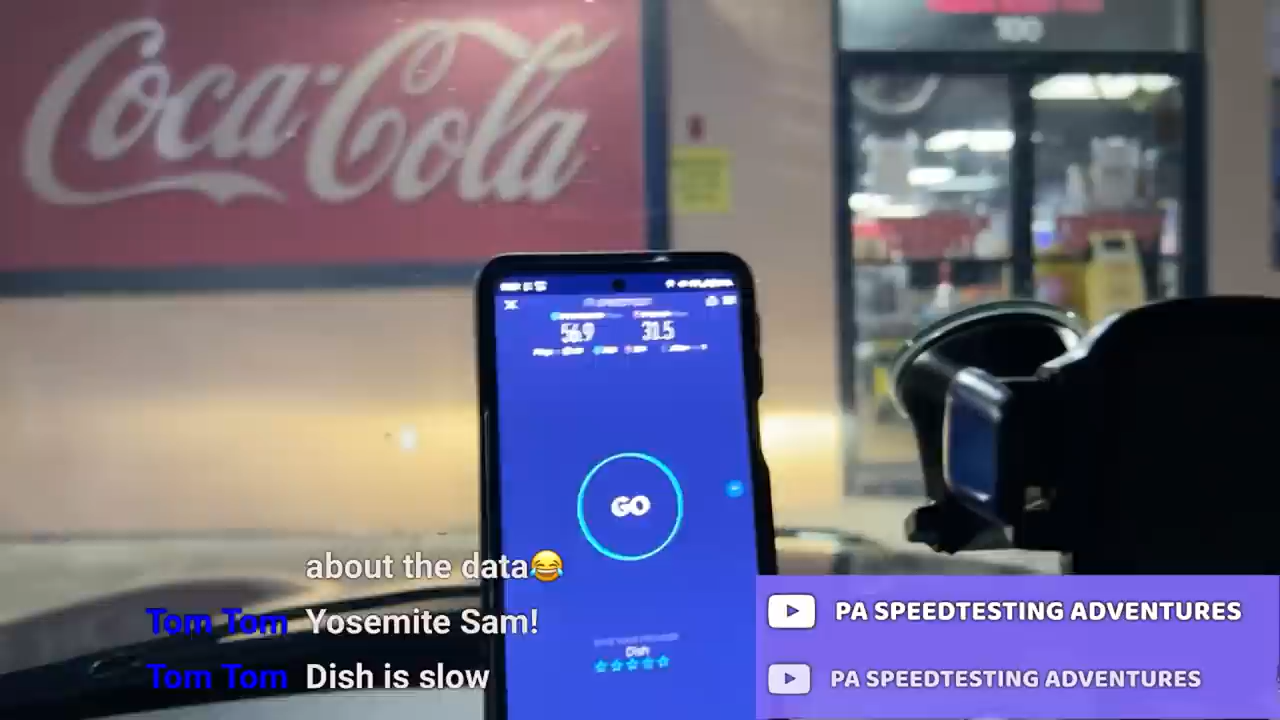 Coca-Cola
100
56.9 31.5
GO
Dish
about the data😂
Tom Tom Yosemite Sam!
Tom Tom Dish is slow
PA SPEEDTESTING ADVENTURES
PA SPEEDTESTING ADVENTURES